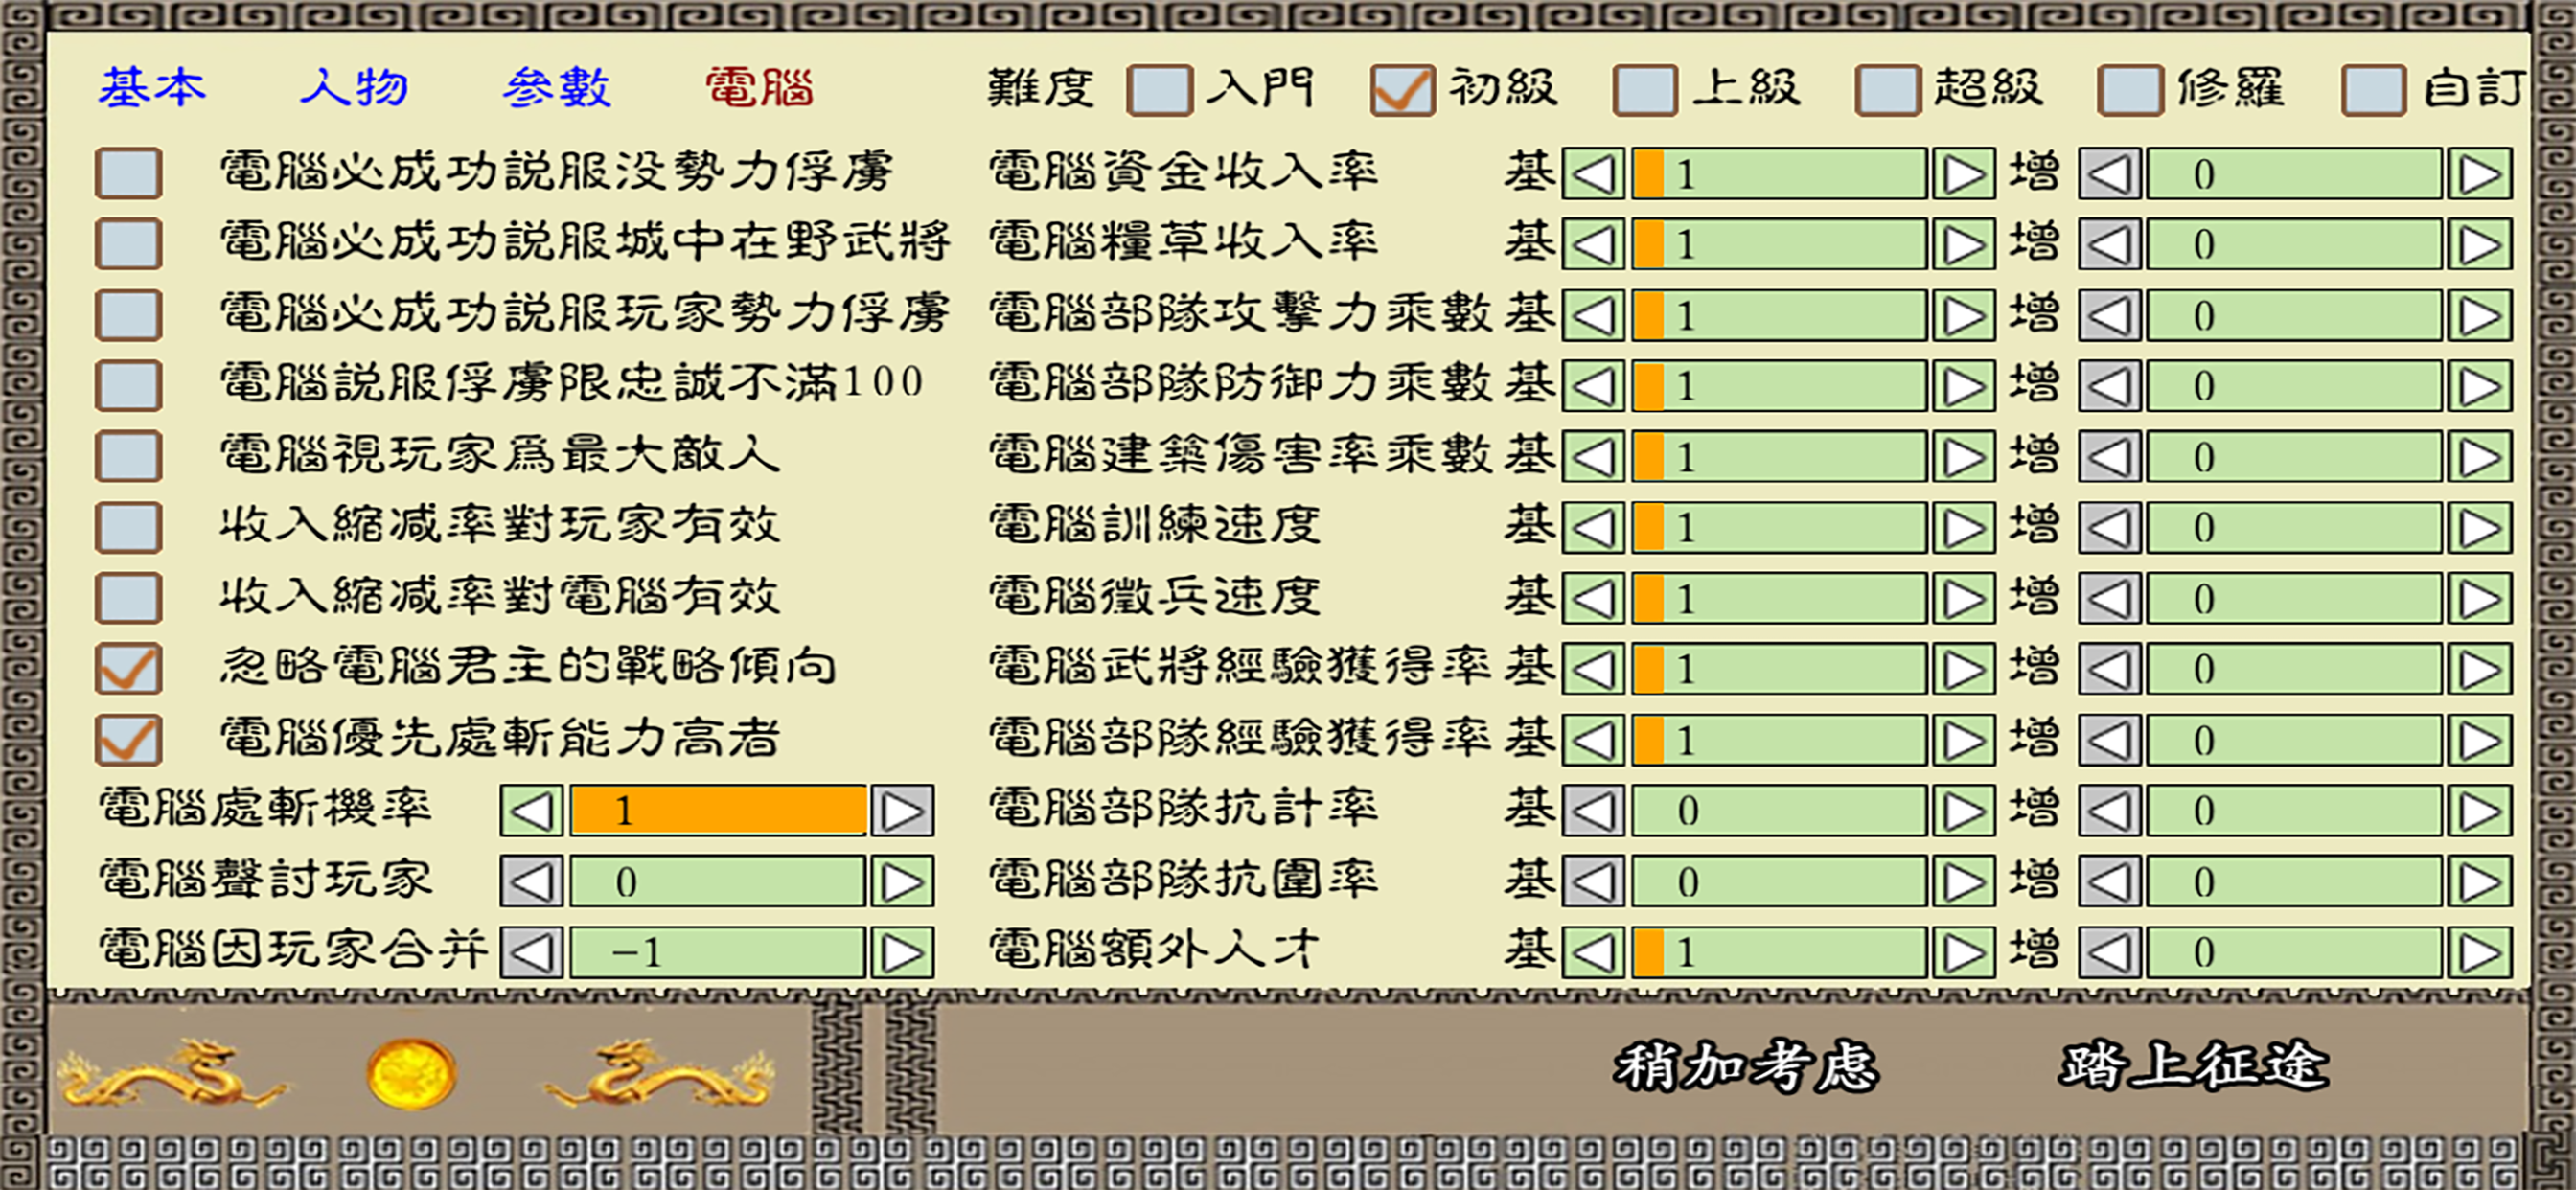 基本 人物 參數 電腦 難度 入門 初級 上級 超級 修羅 自訂
電腦必成功説服没勢力俘虜 電腦資金收入率 基 1 增 0
電腦必成功説服城中在野武將 電腦糧草收入率 基 1 增 0
電腦必成功説服玩家勢力俘虜 電腦部隊攻擊力乘數 基 1 增 0
電腦説服俘虜限忠誠不滿100 電腦部隊防御力乘數 基 1 增 0
電腦視玩家爲最大敵人 電腦建築傷害率乘數 基 1 增 0
收入縮减率對玩家有效 電腦訓練速度 基 1 增 0
收入縮减率對電腦有效 電腦徵兵速度 基 1 增 0
忽略電腦君主的戰略傾向 電腦武將經驗獲得率 基 1 增 0
電腦優先處斬能力高者 電腦部隊經驗獲得率 基 1 增 0
電腦處斬機率 1 電腦部隊抗計率 基 0 增 0
電腦聲討玩家 0 電腦部隊抗圍率 基 0 增 0
電腦因玩家合并 -1 電腦額外人才 基 1 增 0
稍加考虑 踏上征途